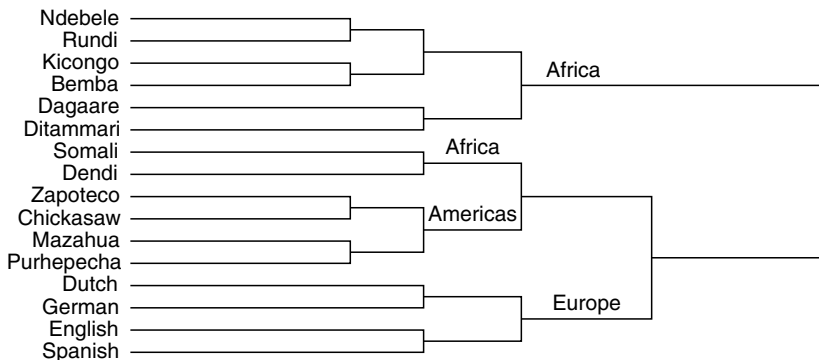 Ndebele
Rundi
Kicongo
Bemba
Africa
Dagaare
Ditammari
Somali
Africa
Dendi
Zapoteco
Chickasaw
Americas
Mazahua
Purhepecha
Dutch
German
Europe
English
Spanish